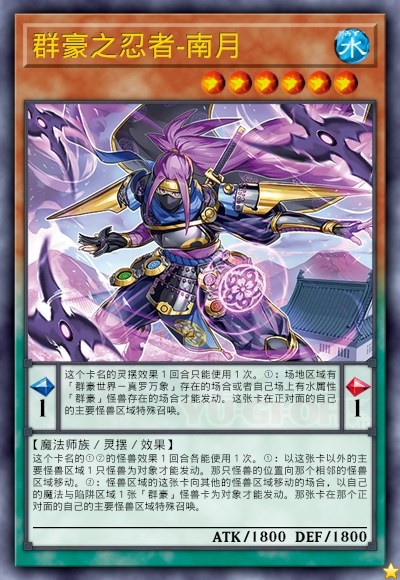 群豪之忍者-南月
水
这个卡名的灵摆效果1回合只能使用1次。①：场地区域有
「群豪世界－真罗万象」存在的场合或者自己场上有水属性
「群豪」怪兽存在的场合才能发动。这张卡在正对面的自己
的主要怪兽区域特殊召唤。
1
1
【魔法师族／灵摆／效果】
这个卡名的①②的怪兽效果1回合各能使用1次。①：以这张卡以外的主
要怪兽区域1只怪兽为对象才能发动。那只怪兽的位置向那个相邻的怪兽
区域移动。②：怪兽区域的这张卡向其他的怪兽区域移动的场合，以自己
的魔法与陷阱区域1张「群豪」怪兽卡为对象才能发动。那张卡在那个正
对面的自己的主要怪兽区域特殊召唤。
ATK/1800 DEF/1800